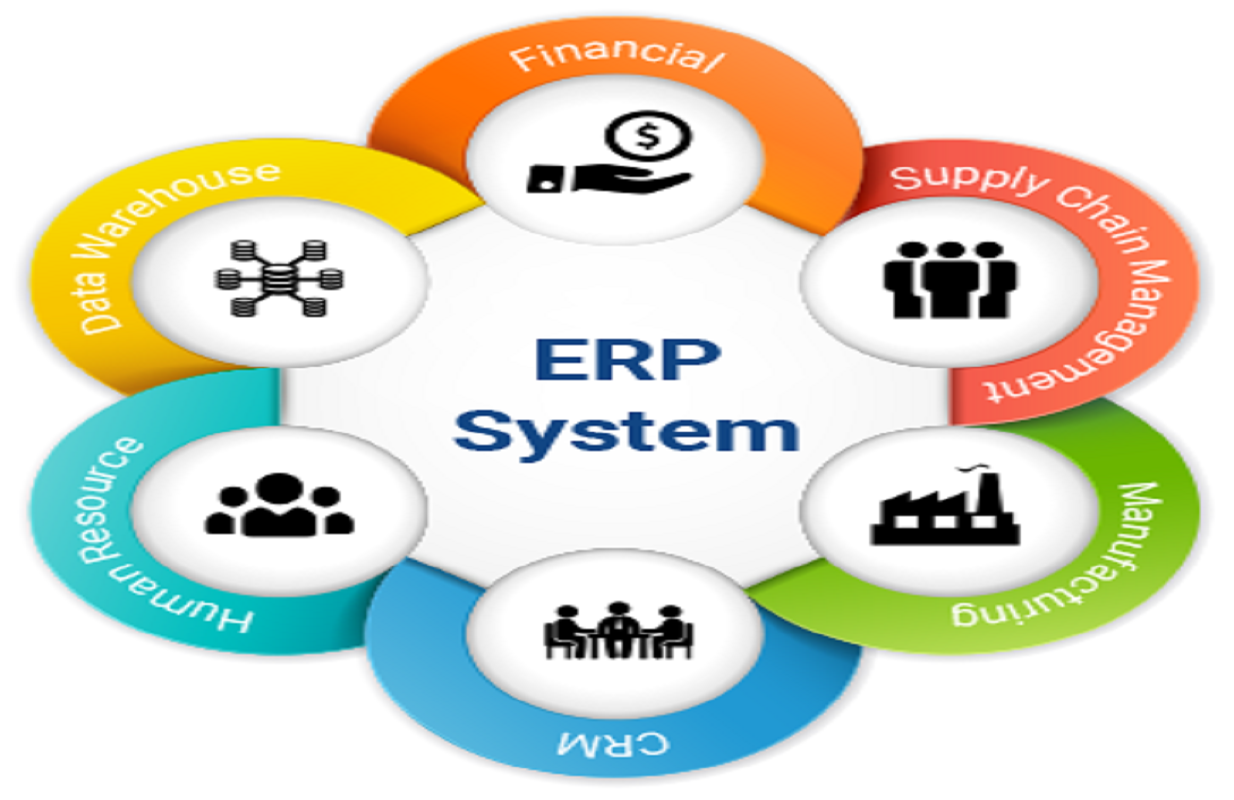 Financial
Supply Chain Management
Manufacturing
CRM
Human Resource
Data Warehouse
ERP
System
$